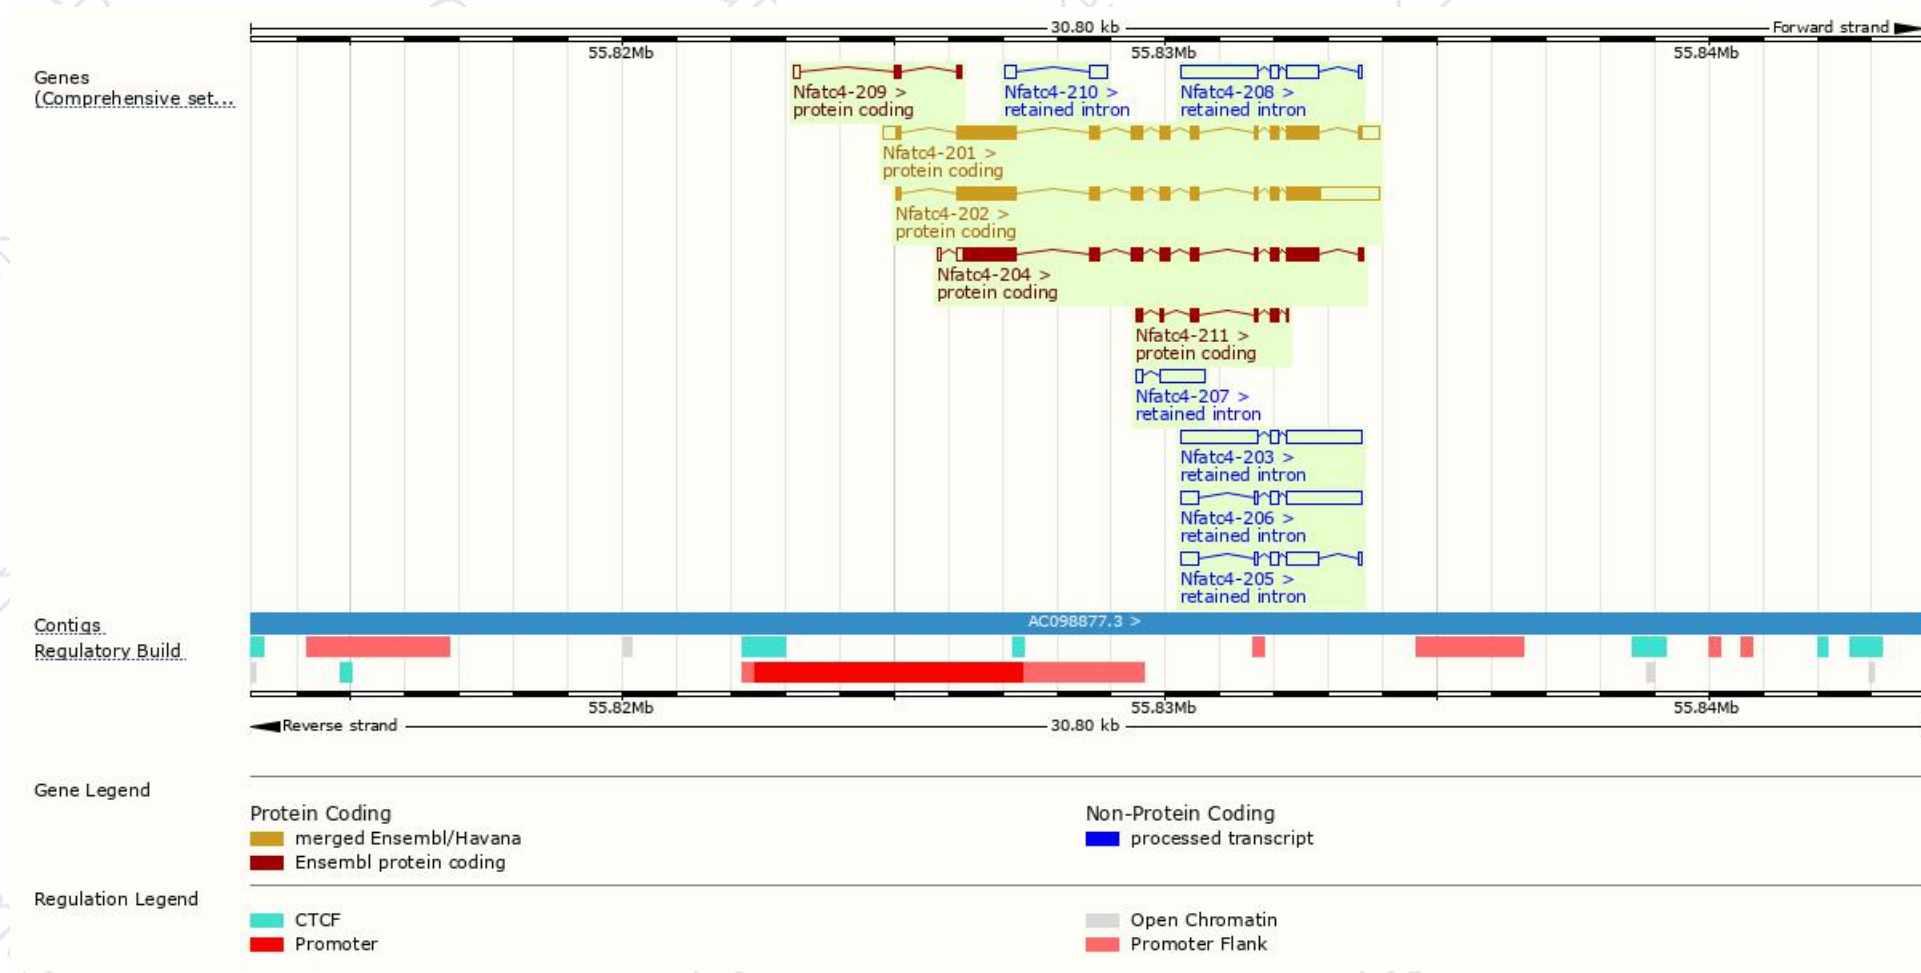 30.80 kb Forward strand
55.82Mb 55.83Mb 55.84Mb
Genes
(Comprehensive set...
Nfatc4-209 > Nfatc4-210 > Nfatc4-208 >
protein coding retained intron retained intron
Nfatc4-201 >
protein coding
Nfatc4-202 >
protein coding
Nfatc4-204 >
protein coding
Nfatc4-211 >
protein coding
Nfatc4-207 >
retained intron
Nfatc4-203 >
retained intron
Nfatc4-206 >
retained intron
Nfatc4-205 >
retained intron
Contigs AC098877.3 >
Regulatory Build
55.82Mb 55.83Mb 55.84Mb
Reverse strand 30.80 kb
Gene Legend
Protein Coding Non-Protein Coding
merged Ensembl/Havana processed transcript
Ensembl protein coding
Regulation Legend
CTCF Open Chromatin
Promoter Promoter Flank